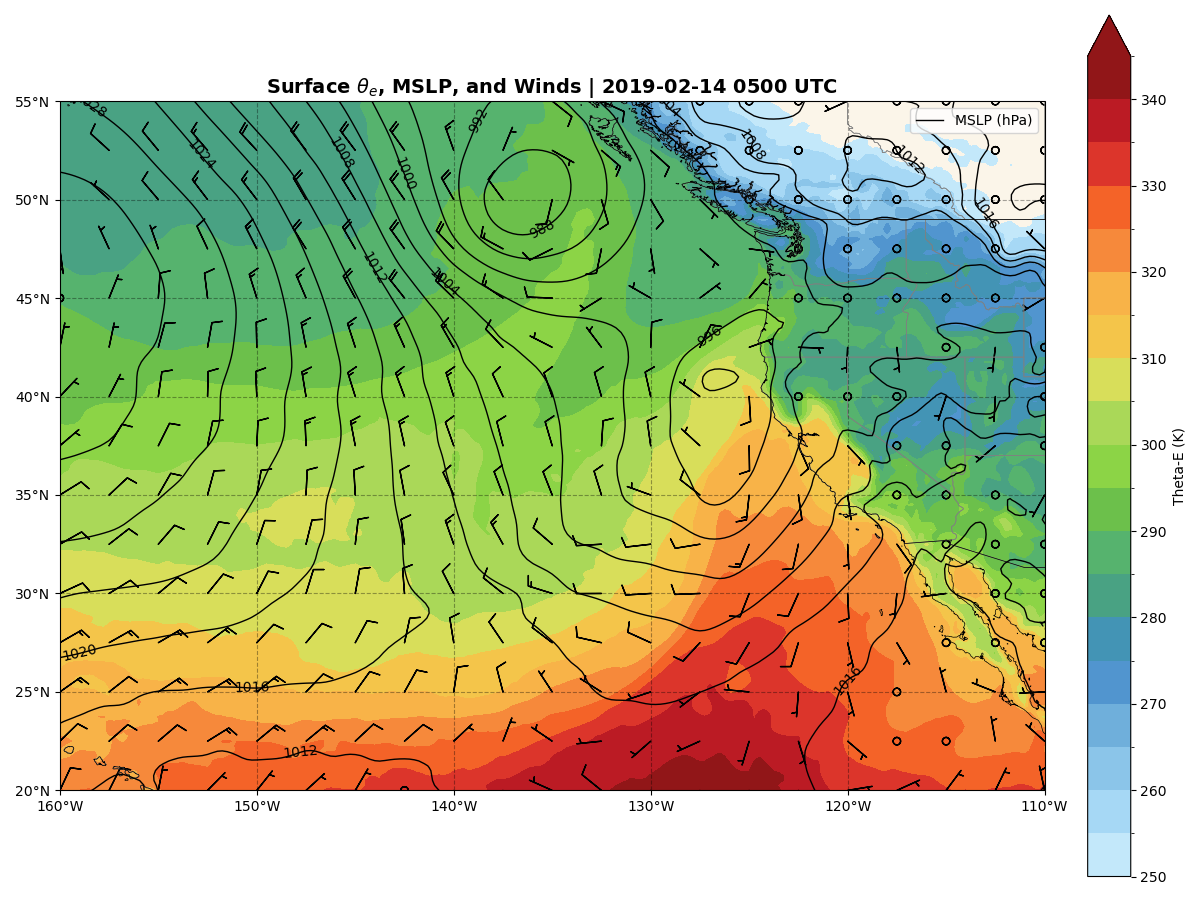 Surface θe, MSLP, and Winds | 2019-02-14 0500 UTC
MSLP (hPa)
55°N
50°N
45°N
40°N
35°N
30°N
25°N
20°N
160°W
150°W
140°W
130°W
120°W
110°W
1024
1008
1000
992
988
1012
1004
996
1008
1012
1016
1020
1016
1012
1016
340
330
320
310
300
290
280
270
260
250
Theta-E (K)